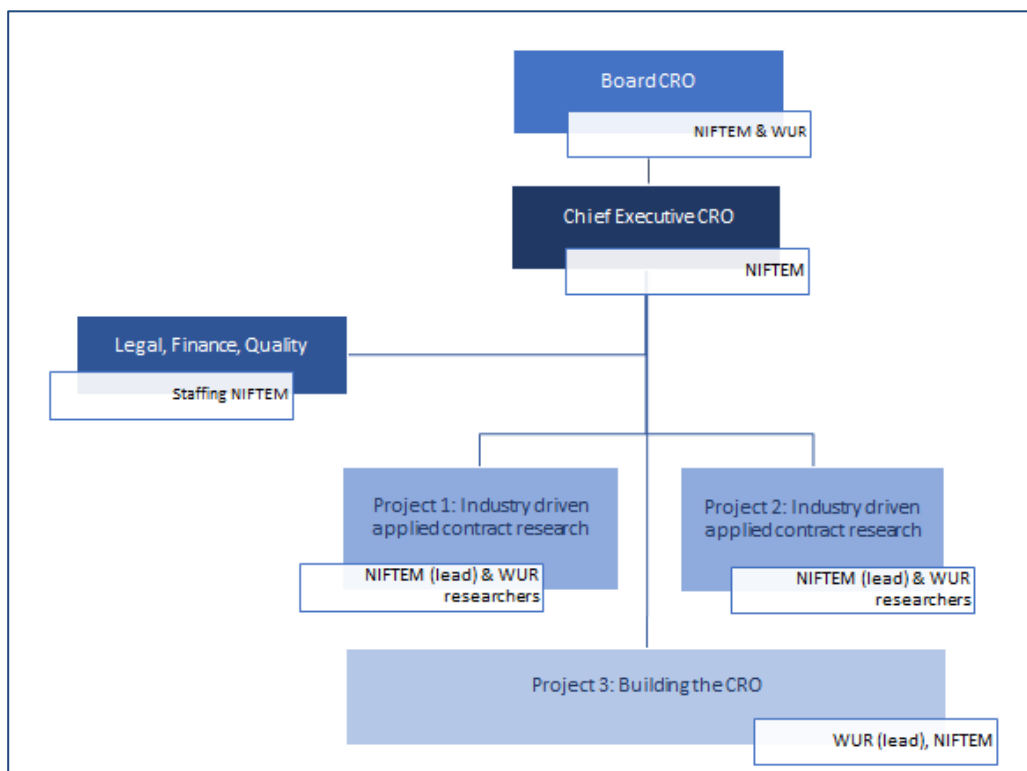 Board CRO
NIFTEM & WUR
Chief Executive CRO
NIFTEM
Legal, Finance, Quality
Staffing NIFTEM
Project 1: Industry driven
applied contract research
NIFTEM (lead) & WUR
researchers
Project 2: Industry driven
applied contract research
NIFTEM (lead) & WUR
researchers
Project 3: Building the CRO
WUR (lead), NIFTEM